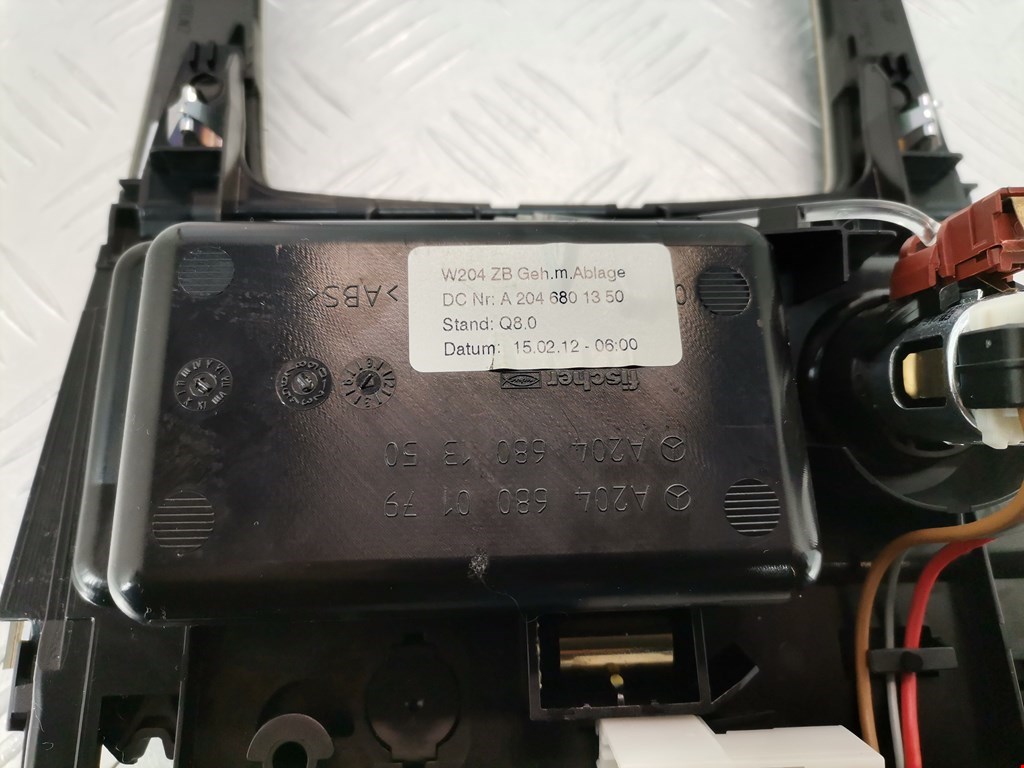 W204 ZB Geh.m.Ablage
DC Nr: A 204 680 13 50
Stand: Q8.0
Datum: 15.02.12 - 06:00
>ABS<
fischer
A204 680 13 50
A204 680 01 79